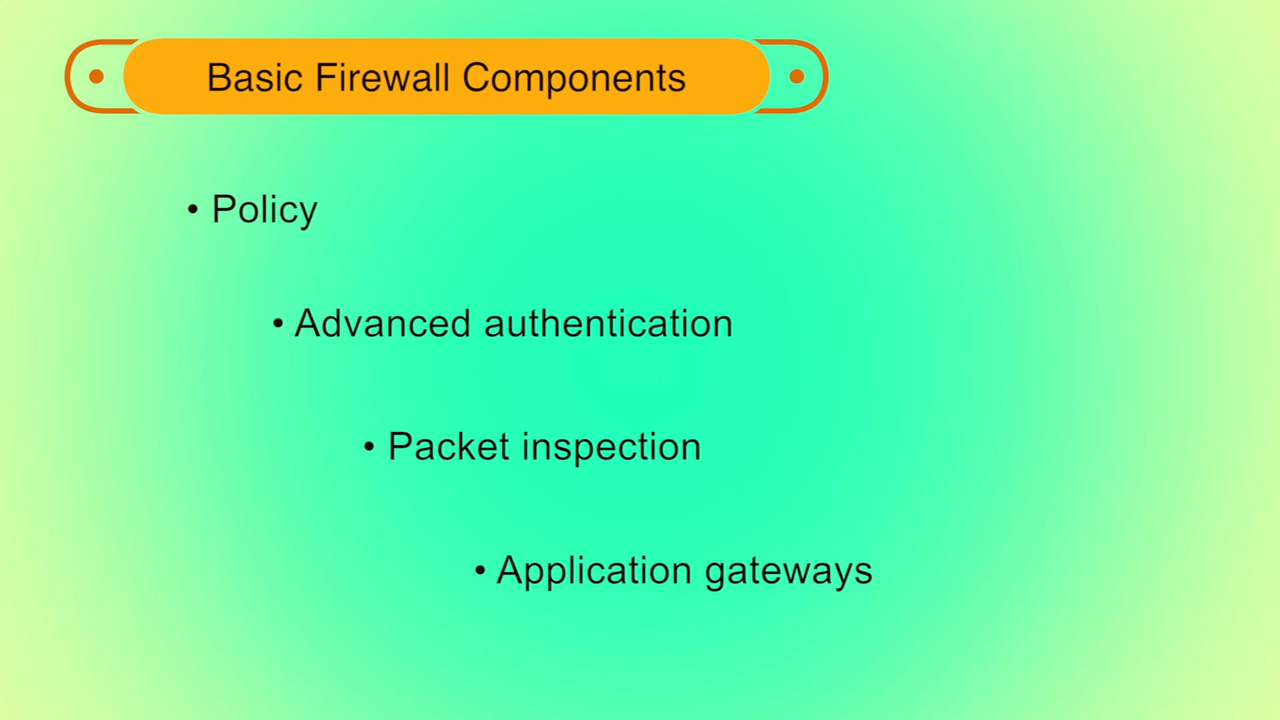 Basic Firewall Components
• Policy
• Advanced authentication
• Packet inspection
• Application gateways